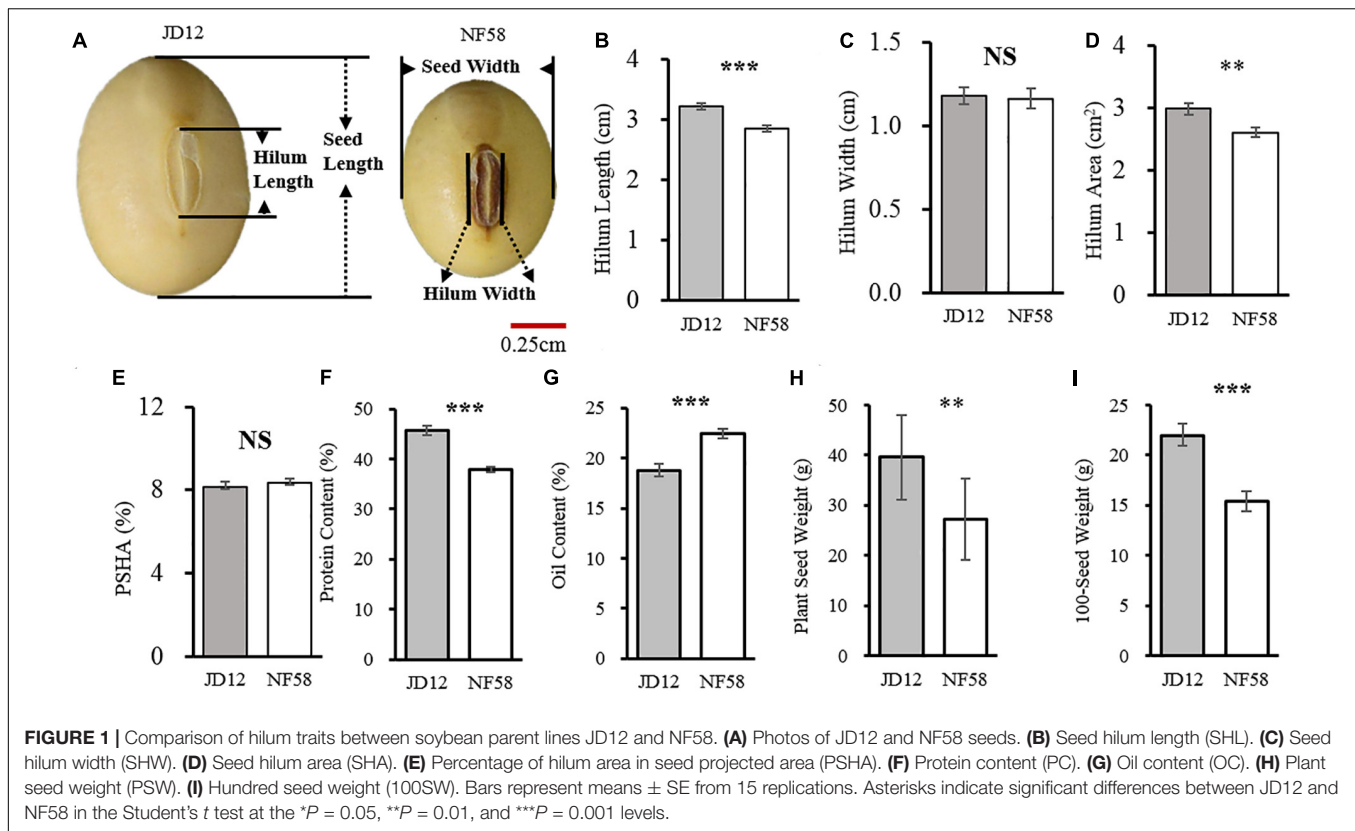 A
JD12
NF58
Seed Width
Seed
Length
Hilum
Length
Hilum Width
0.25cm
B
Hilum Length (cm)
4
3
2
1
0
***
JD12 NF58
C
Hilum Width (cm)
1.5
1.0
0.5
0.0
NS
JD12 NF58
D
Hilum Area (cm²)
4
3
2
1
0
**
JD12 NF58
E
PSHA (%)
12
8
4
0
NS
JD12 NF58
F
Protein Content (%)
50
40
30
20
10
0
***
JD12 NF58
G
Oil Content (%)
25
20
15
10
5
0
***
JD12 NF58
H
Plant Seed Weight (g)
50
40
30
20
10
0
**
JD12 NF58
I
100-Seed Weight (g)
25
20
15
10
5
0
***
JD12 NF58
FIGURE 1 | Comparison of hilum traits between soybean parent lines JD12 and NF58. (A) Photos of JD12 and NF58 seeds. (B) Seed hilum length (SHL). (C) Seed
hilum width (SHW). (D) Seed hilum area (SHA). (E) Percentage of hilum area in seed projected area (PSHA). (F) Protein content (PC). (G) Oil content (OC). (H) Plant
seed weight (PSW). (I) Hundred seed weight (100SW). Bars represent means ± SE from 15 replications. Asterisks indicate significant differences between JD12 and
NF58 in the Student's t test at the *P = 0.05, **P = 0.01, and ***P = 0.001 levels.